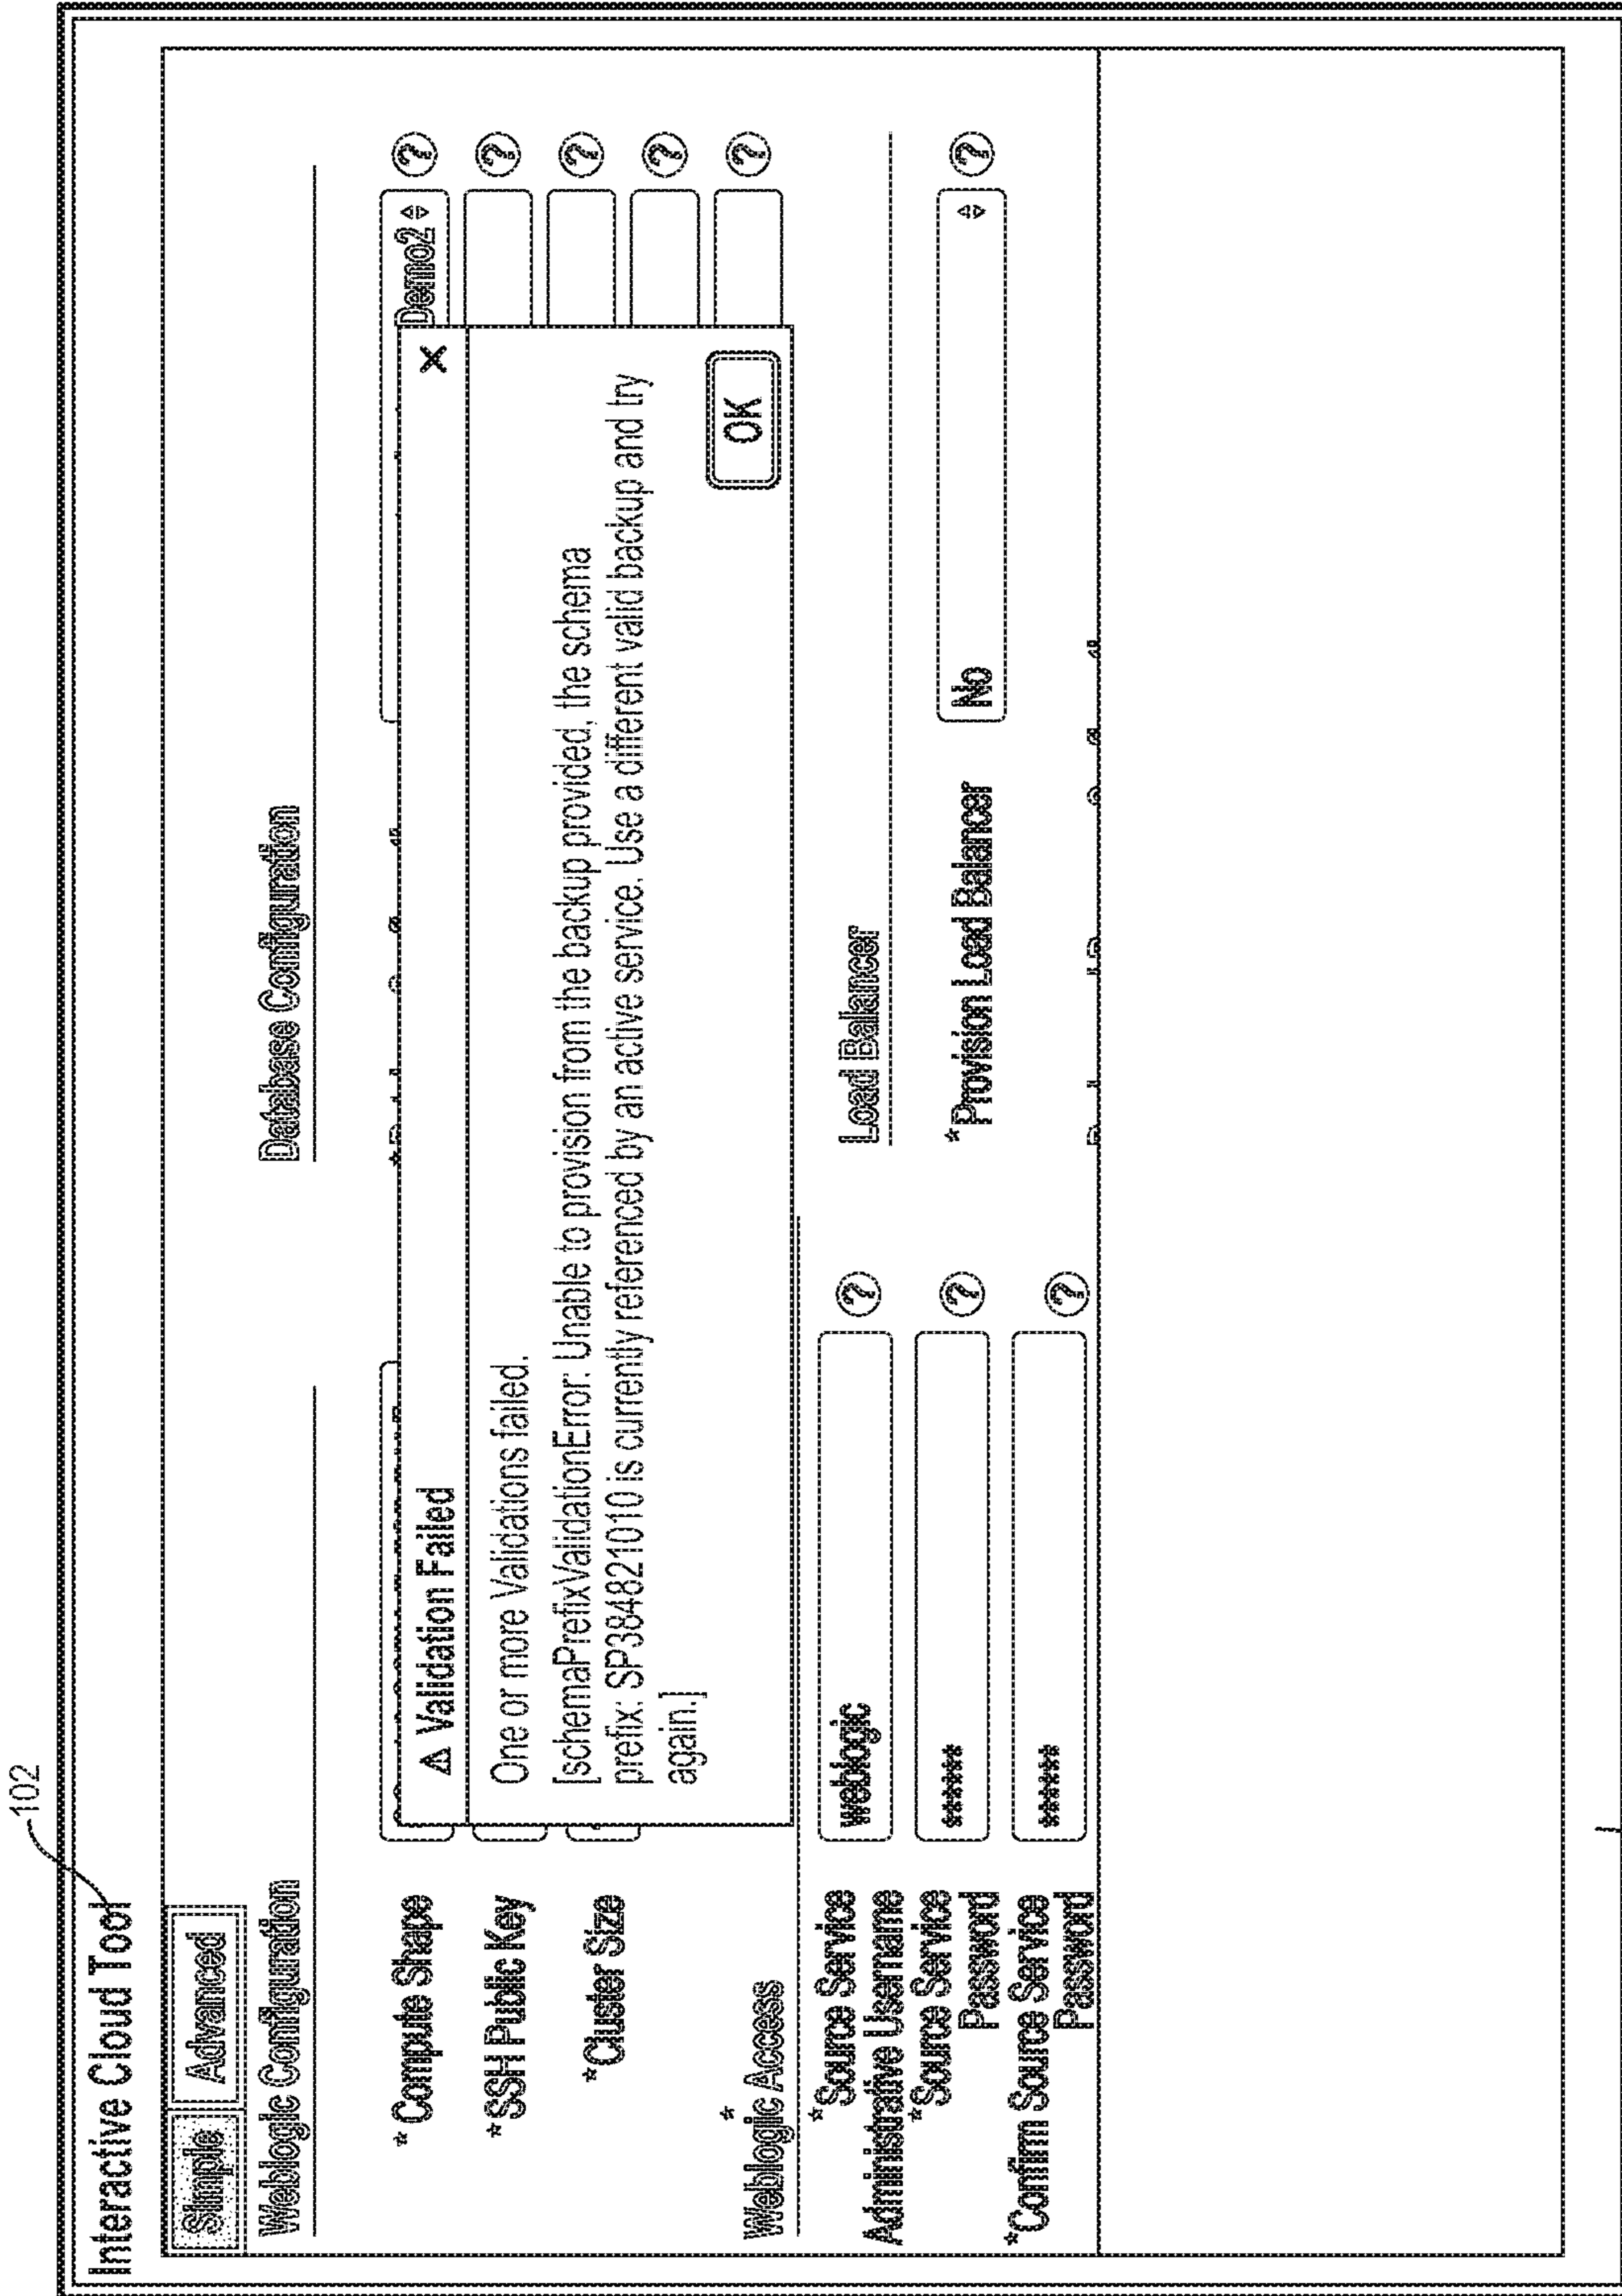 102
Interactive Cloud Tool
Simple
Advanced
Weblogic Configuration
Database Configuration
*Compute Shape
*SSH Public Key
*Cluster Size
Demo2
?
?
?
?
?
⚠ Validation Failed
X
One or more Validations failed.
[schemaPrefixValidationError: Unable to provision from the backup provided, the schema
prefix: SP384821010 is currently referenced by an active service. Use a different valid backup and try
again.]
OK
*
Weblogic Access
*Source Service
Administrative Username
weblogic
?
*Source Service
Password
******
?
*Confirm Source Service
Password
******
?
Load Balancer
*Provision Load Balancer
No
?